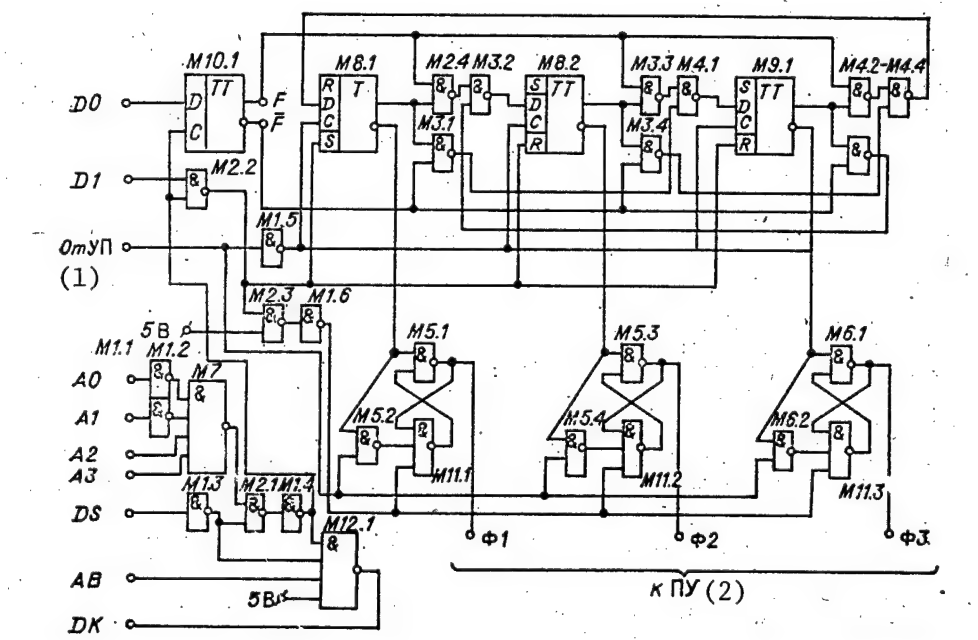 M10.1 M8.1 M2.4 M3.2 M8.2 M3.3 M4.1 M9.1 M4.2-M4.4
D0 D TT F R T & & S TT & & S TT & &
C F̄ D C S M3.1 & D C R M3.4 & D C R &
D1 & M2.2
M1.5
ОтУП &
(1)
M2.3 M1.6
5В & & M5.1 M5.3 M6.1
M1.1 M1.2 M7 & & &
A0 & &
A1 & M5.2 M5.4 M6.2
A2 & & & & & &
A3 M1.3 M2.1 M1.4 M11.1 M11.2 M11.3
DS & & & M12.1
& Ф1 Ф2 Ф3
AB 5В к ПУ (2)
DK